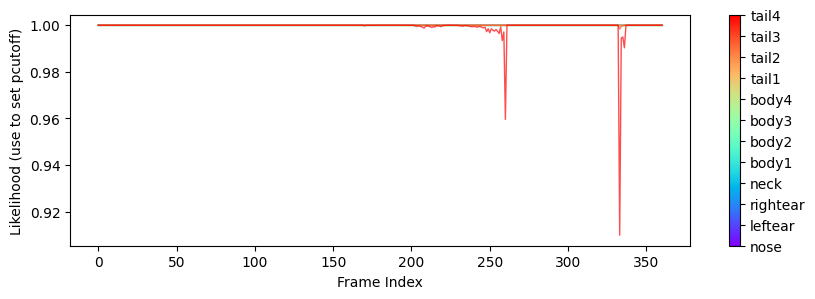 Likelihood (use to set pcutoff)
1.00
0.98
0.96
0.94
0.92
0 50 100 150 200 250 300 350
Frame Index
tail4
tail3
tail2
tail1
body4
body3
body2
body1
neck
rightear
leftear
nose